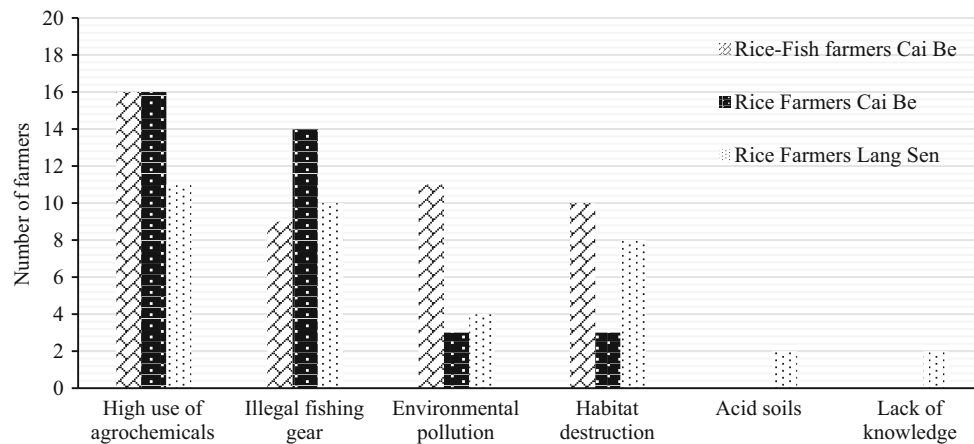 20
18
16
14
12
10
8
6
4
2
0
Number of farmers
Rice-Fish farmers Cai Be
Rice Farmers Cai Be
Rice Farmers Lang Sen
High use of
agrochemicals
Illegal fishing
gear
Environmental
pollution
Habitat
destruction
Acid soils
Lack of
knowledge